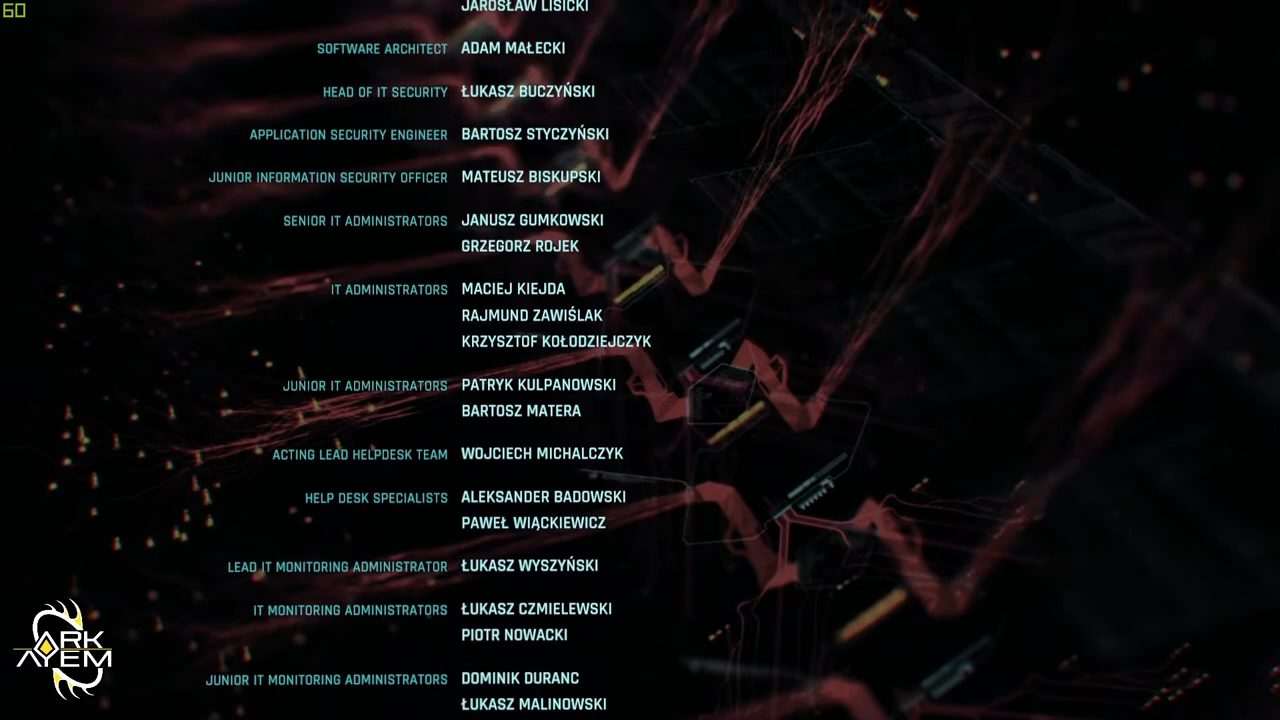 60
JAROSŁAW LISICKI
SOFTWARE ARCHITECT ADAM MAŁECKI
HEAD OF IT SECURITY ŁUKASZ BUCZYŃSKI
APPLICATION SECURITY ENGINEER BARTOSZ STYCZYŃSKI
JUNIOR INFORMATION SECURITY OFFICER MATEUSZ BISKUPSKI
SENIOR IT ADMINISTRATORS JANUSZ GUMKOWSKI
GRZEGORZ ROJEK
IT ADMINISTRATORS MACIEJ KIEJDA
RAJMUND ZAWIŚLAK
KRZYSZTOF KOŁODZIEJCZYK
JUNIOR IT ADMINISTRATORS PATRYK KULPANOWSKI
BARTOSZ MATERA
ACTING LEAD HELPDESK TEAM WOJCIECH MICHALCZYK
HELP DESK SPECIALISTS ALEKSANDER BADOWSKI
PAWEŁ WIĄCKIEWICZ
LEAD IT MONITORING ADMINISTRATOR ŁUKASZ WYSZYŃSKI
IT MONITORING ADMINISTRATORS ŁUKASZ CZMIELEWSKI
PIOTR NOWACKI
JUNIOR IT MONITORING ADMINISTRATORS DOMINIK DURANC
ŁUKASZ MALINOWSKI
ARK
AYEM